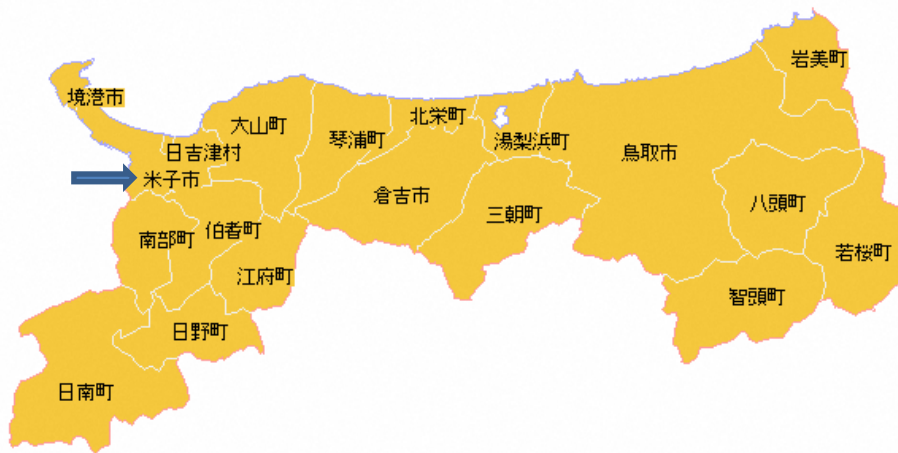 岩美町
境港市
北栄町
大山町
琴浦町
湯梨浜町
日吉津村
鳥取市
米子市
倉吉市
八頭町
三朝町
伯耆町
南部町
若桜町
江府町
智頭町
日野町
日南町